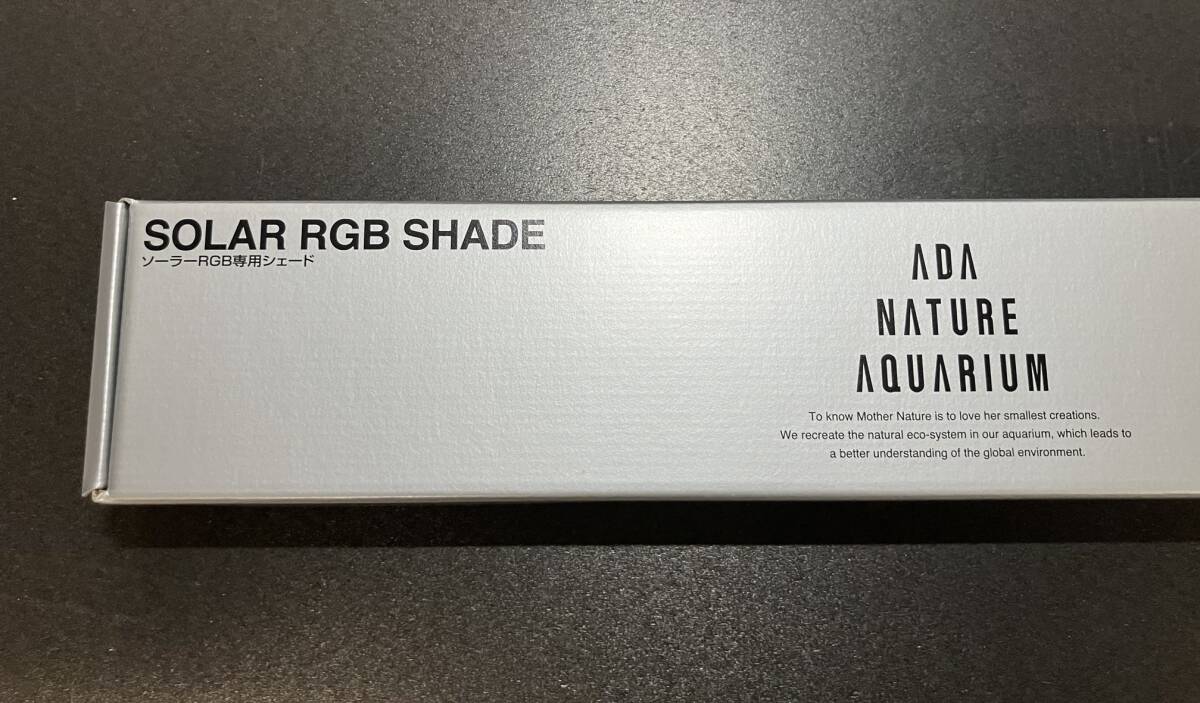 SOLAR RGB SHADE
ソーラーRGB専用シェード
ADA
NATURE
AQUARIUM
To know Mother Nature is to love her smallest creations.
We recreate the natural eco-system in our aquarium, which leads to
a better understanding of the global environment.